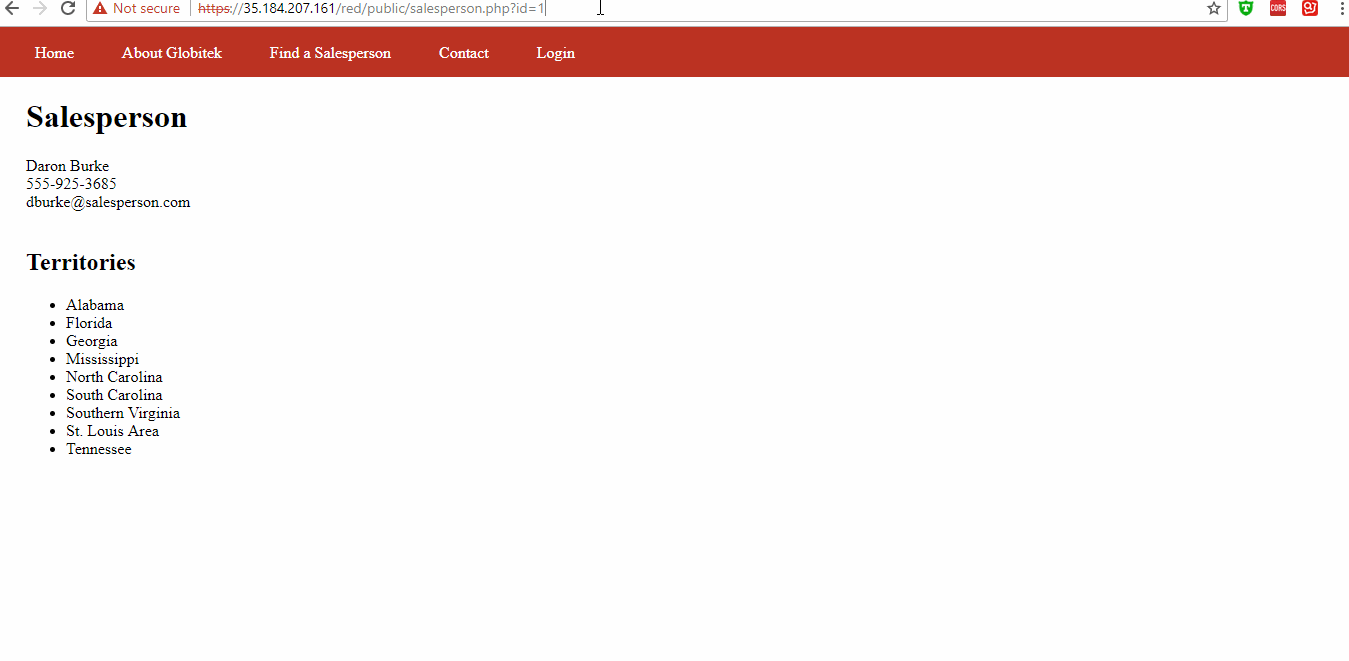 Not secure https://35.184.207.161/red/public/salesperson.php?id=1 CORS
Home About Globitek Find a Salesperson Contact Login
Salesperson
Daron Burke
555-925-3685
dburke@salesperson.com
Territories
• Alabama
• Florida
• Georgia
• Mississippi
• North Carolina
• South Carolina
• Southern Virginia
• St. Louis Area
• Tennessee